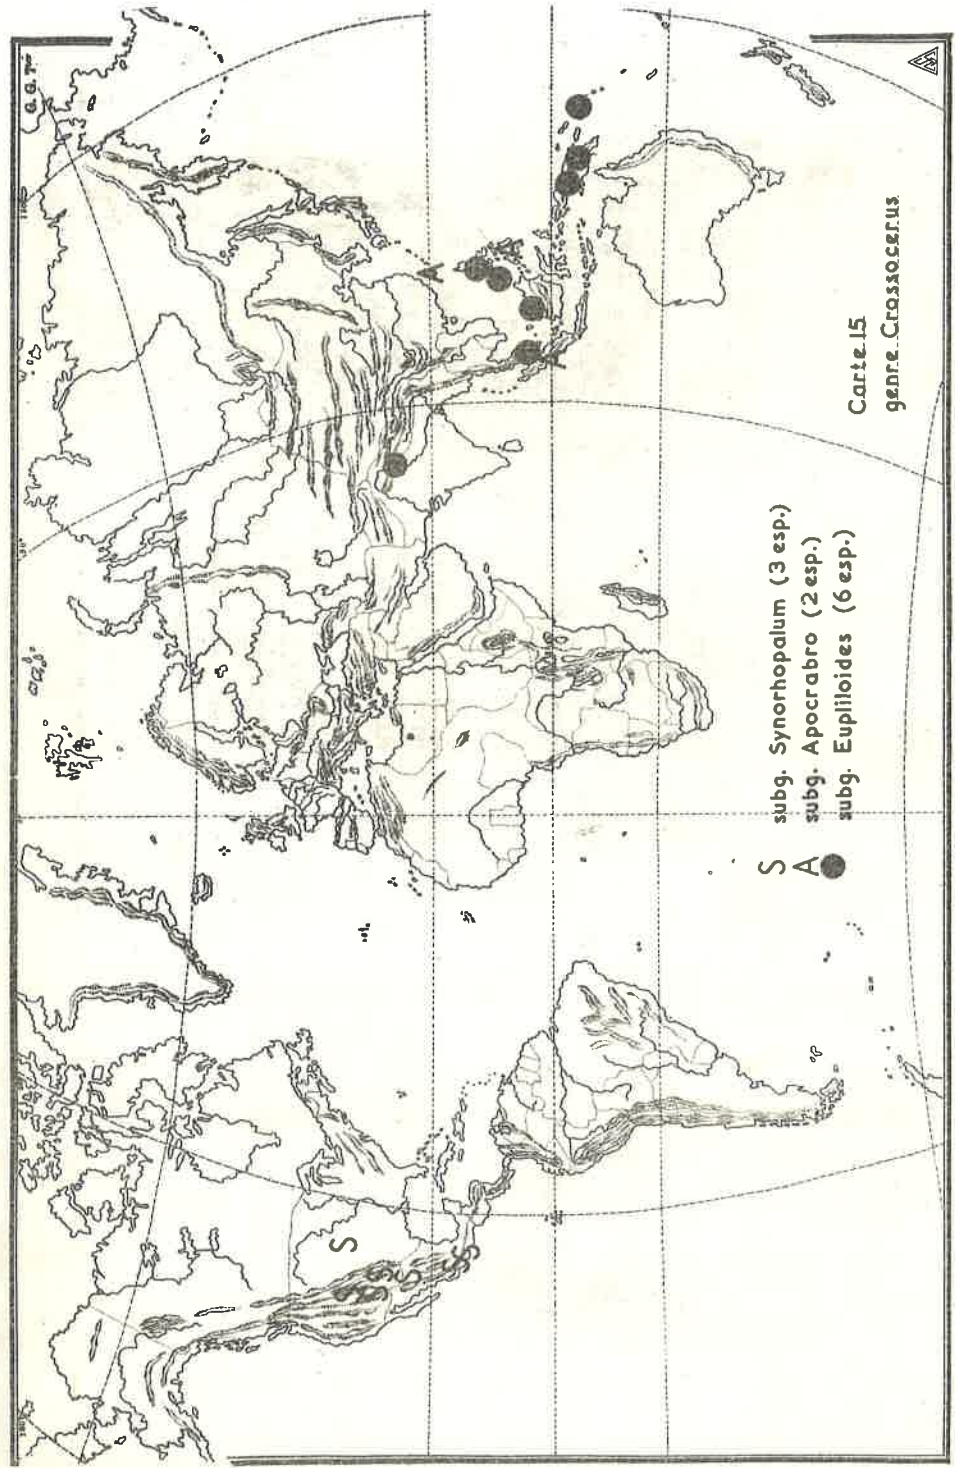 Carte 15
genre Crossocerus
S subg. Synorhopalum (3 esp.)
A subg. Apocrabro (2 esp.)
subg. Eupliloides (6 esp.)
S
S
S
S
S
S
A
A